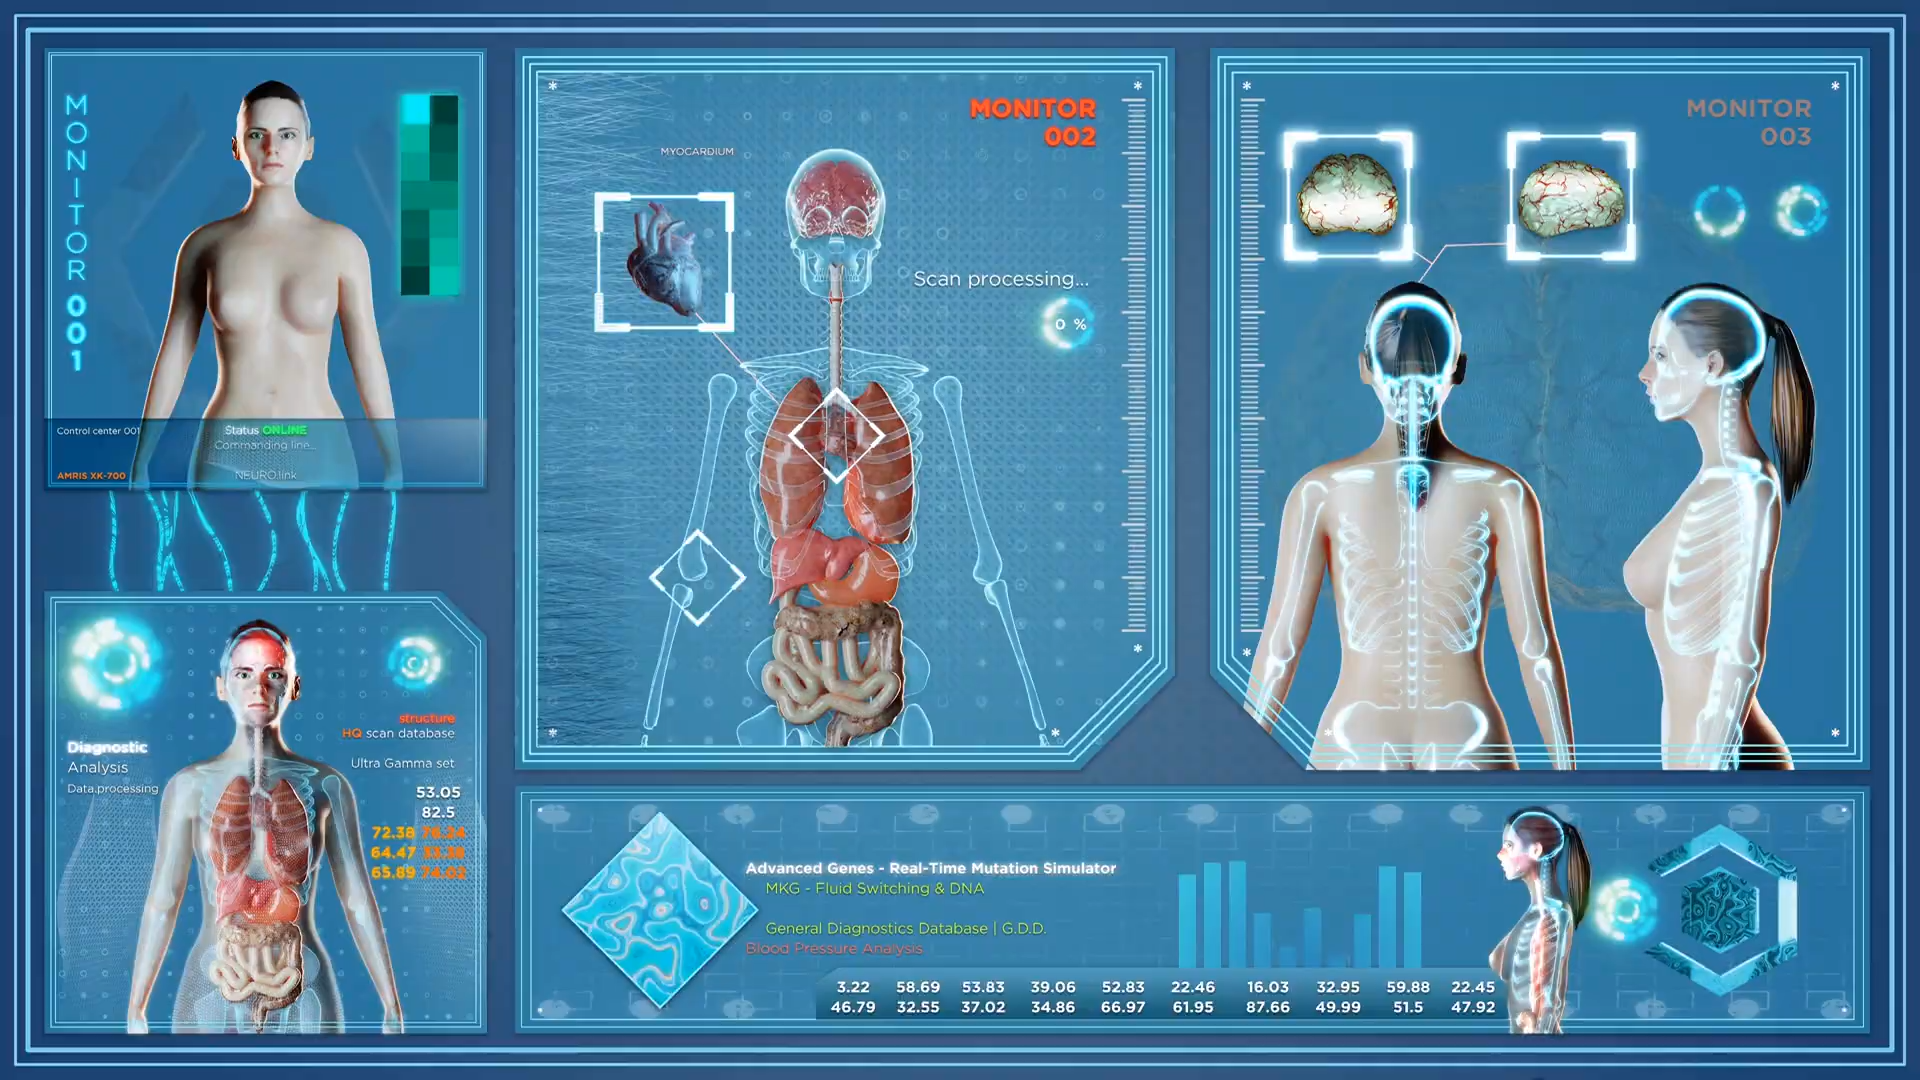 MONITOR 001
Control center 001
Status ONLINE
Commanding line...
AMRIS XK-700
NEURO.link
structure
HQ scan database
Ultra Gamma set
Diagnostic
Analysis
Data.processing
53.05
82.5
72.38
64.47
65.89
MONITOR
002
MYOCARDIUM
Scan processing...
0 %
MONITOR
003
Advanced Genes - Real-Time Mutation Simulator
MKG - Fluid Switching & DNA
General Diagnostics Database | G.D.D.
Blood Pressure Analysis
3.22 58.69 53.83 39.06 52.83 22.46 16.03 32.95 59.88 22.45
46.79 32.55 37.02 34.86 66.97 61.95 87.66 49.99 51.5 47.92